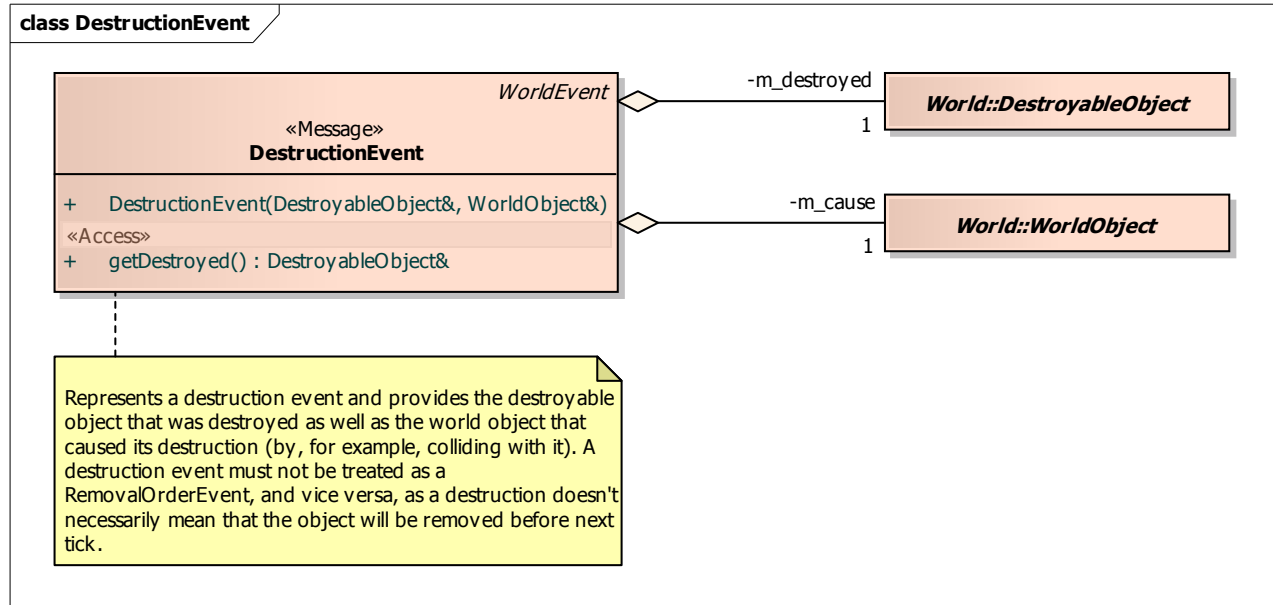 class DestructionEvent
WorldEvent
«Message»
DestructionEvent
+ DestructionEvent(DestroyableObject&, WorldObject&)
«Access»
+ getDestroyed() : DestroyableObject&
-m_destroyed
1
World::DestroyableObject
-m_cause
1
World::WorldObject
Represents a destruction event and provides the destroyable
object that was destroyed as well as the world object that
caused its destruction (by, for example, colliding with it). A
destruction event must not be treated as a
RemovalOrderEvent, and vice versa, as a destruction doesn't
necessarily mean that the object will be removed before next
tick.